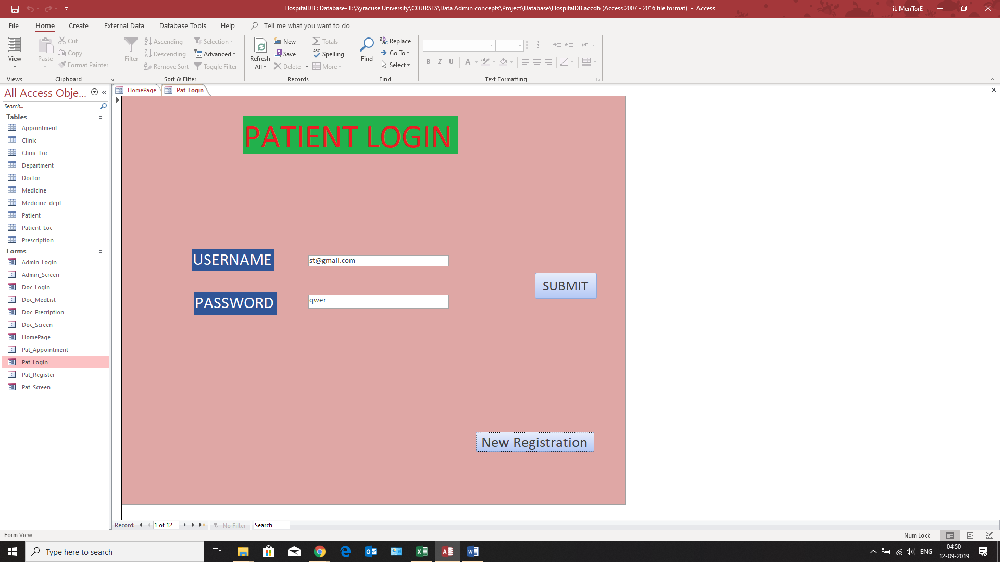 HospitalDB : Database- E:\Syracuse University\COURSES\Data Admin concepts\Project\Database\HospitalDB.accdb (Access 2007 - 2016 file format) - Access
iL MenTorE
File Home Create External Data Database Tools Help Tell me what you want to do
View
Views
Paste
Cut
Copy
Format Painter
Clipboard
Filter
Ascending
Descending
Remove Sort
Selection
Advanced
Toggle Filter
Sort & Filter
Refresh
All
New
Save
Delete
Totals
Spelling
More
Records
Find
Replace
Go To
Select
Find
B I U A
Text Formatting
All Access Obje...
Search...
Tables
Appointment
Clinic
Clinic_Loc
Department
Doctor
Medicine
Medicine_dept
Patient
Patient_Loc
Prescription
Forms
Admin_Login
Admin_Screen
Doc_Login
Doc_MedList
Doc_Precription
Doc_Screen
HomePage
Pat_Appointment
Pat_Login
Pat_Register
Pat_Screen
HomePage Pat_Login
PATIENT LOGIN
USERNAME st@gmail.com
SUBMIT
PASSWORD qwer
New Registration
Record: 1 of 12 No Filter Search
Form View Num Lock
Type here to search
ENG
04:50
12-09-2019